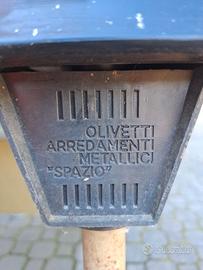 OLIVETTI
ARREDAMENTI
METALLICI
"SPAZIO"